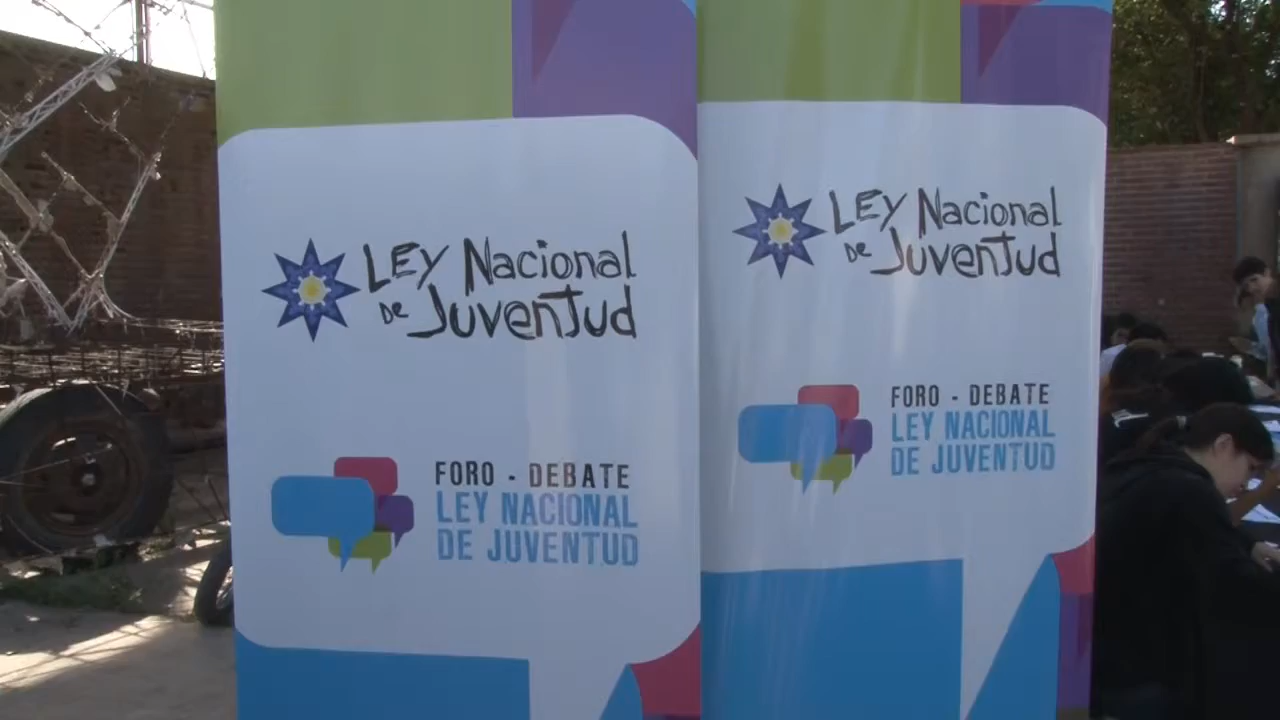 LEY Nacional
DE Juventud
FORO - DEBATE
LEY NACIONAL
DE JUVENTUD
LEY Nacional
DE Juventud
FORO - DEBATE
LEY NACIONAL
DE JUVENTUD